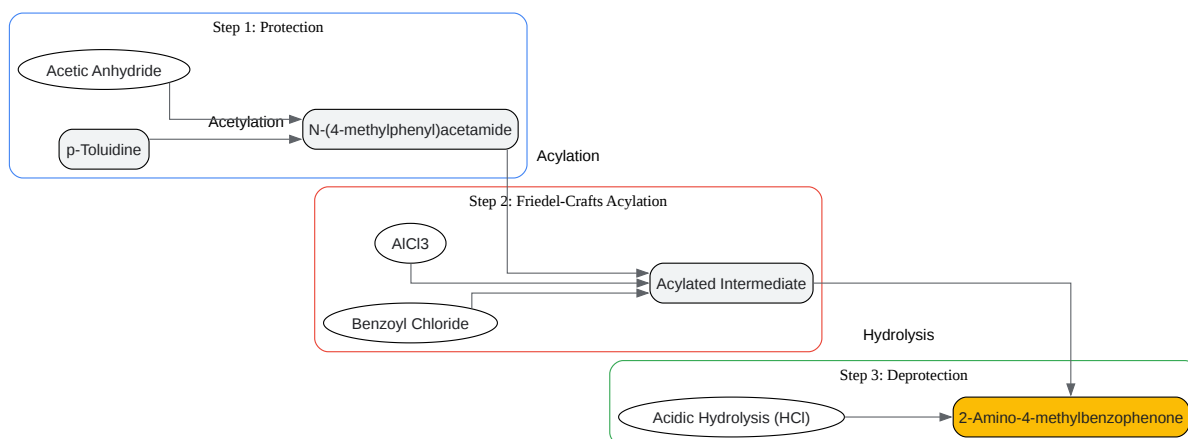 Step 1: Protection
Acetic Anhydride
Acetylation
p-Toluidine
N-(4-methylphenyl)acetamide
Acylation
Step 2: Friedel-Crafts Acylation
AlCl3
Acylated Intermediate
Benzoyl Chloride
Hydrolysis
Step 3: Deprotection
Acidic Hydrolysis (HCl)
2-Amino-4-methylbenzophenone